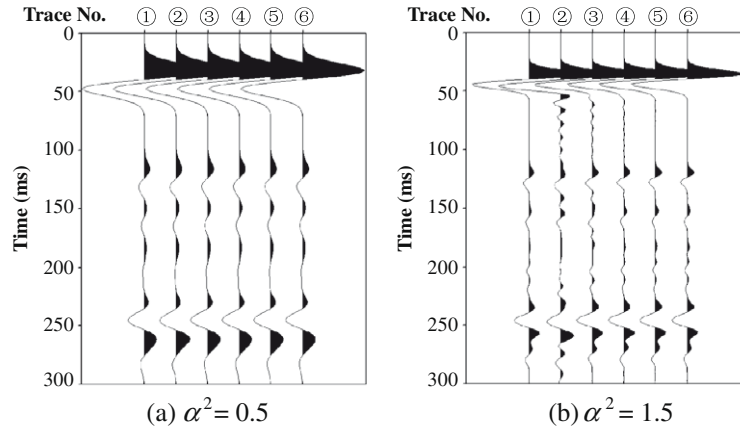 Trace No. ① ② ③ ④ ⑤ ⑥
0
50
100
150
200
250
300
Time (ms)
(a) α² = 0.5
Trace No. ① ② ③ ④ ⑤ ⑥
0
50
100
150
200
250
300
Time (ms)
(b) α² = 1.5